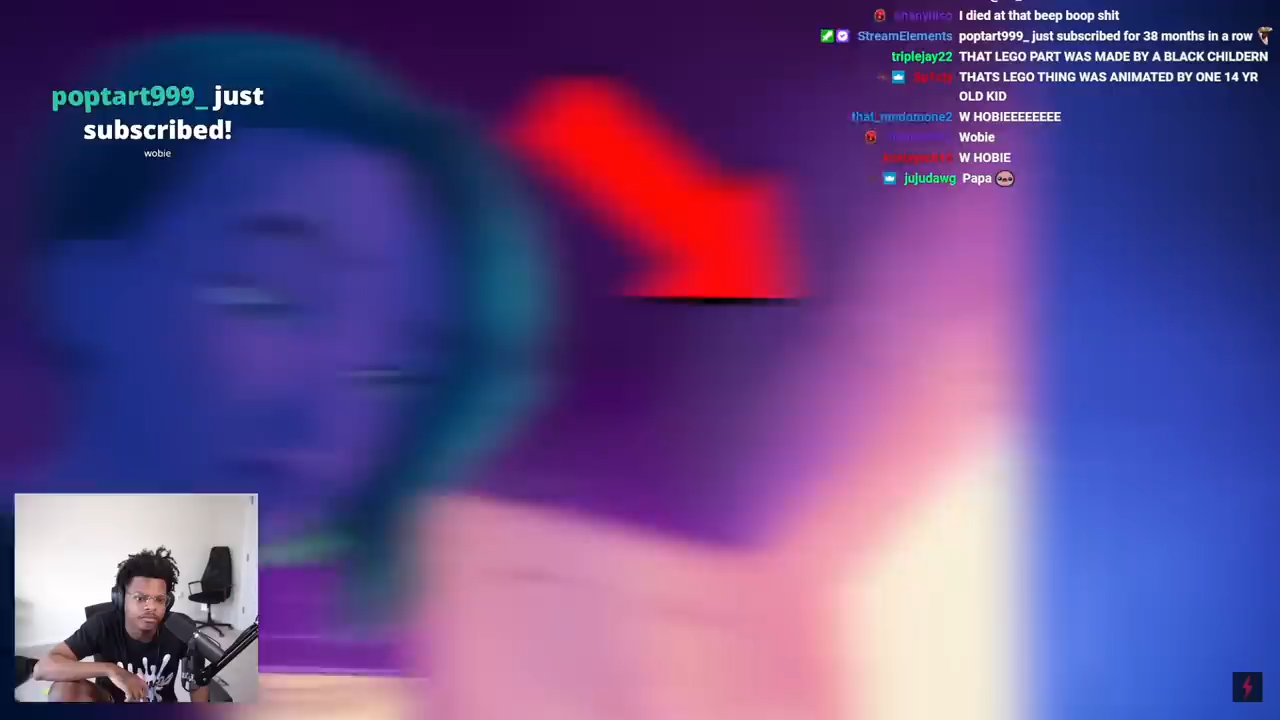 poptart999_ just
subscribed!
wobie
I died at that beep boop shit
StreamElements poptart999_ just subscribed for 38 months in a row
triplejay22 THAT LEGO PART WAS MADE BY A BLACK CHILDERN
THATS LEGO THING WAS ANIMATED BY ONE 14 YR
OLD KID
W HOBIEEEEEEEE
Wobie
W HOBIE
jujudawg Papa